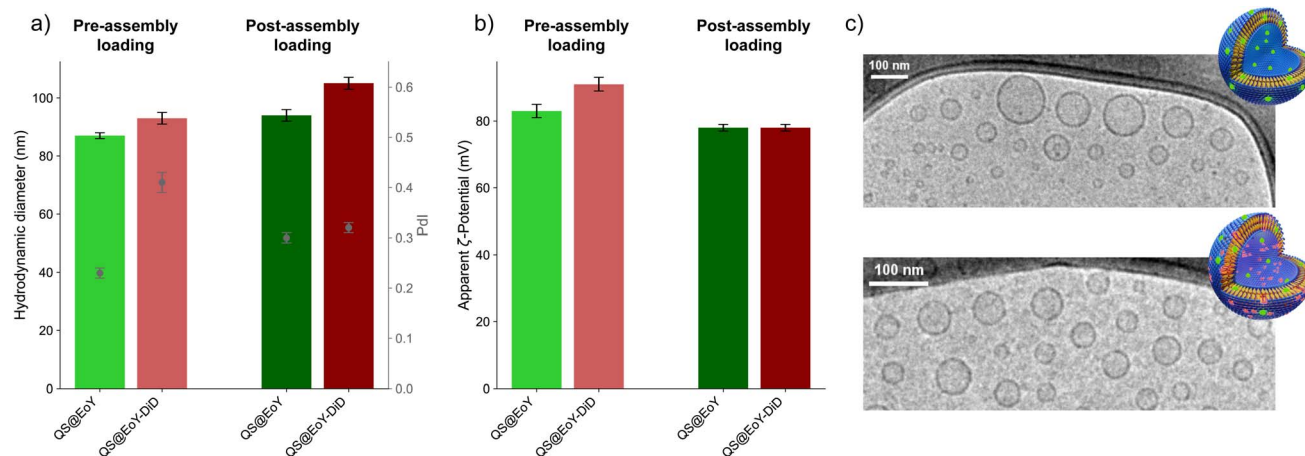 a)
Pre-assembly
loading
Post-assembly
loading
Hydrodynamic diameter (nm)
100
80
60
40
20
0
0.6
0.5
0.4
0.3
0.2
0.1
0.0
PdI
QS@EoY
QS@EoY-DiD
QS@EoY
QS@EoY-DiD
b)
Pre-assembly
loading
Post-assembly
loading
Apparent ζ-Potential (mV)
80
60
40
20
0
QS@EoY
QS@EoY-DiD
QS@EoY
QS@EoY-DiD
c)
100 nm
100 nm